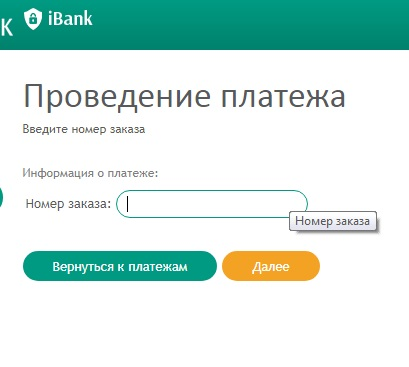 К
iBank
Проведение платежа
Введите номер заказа
Информация о платеже:
Номер заказа:
Номер заказа
Вернуться к платежам Далее